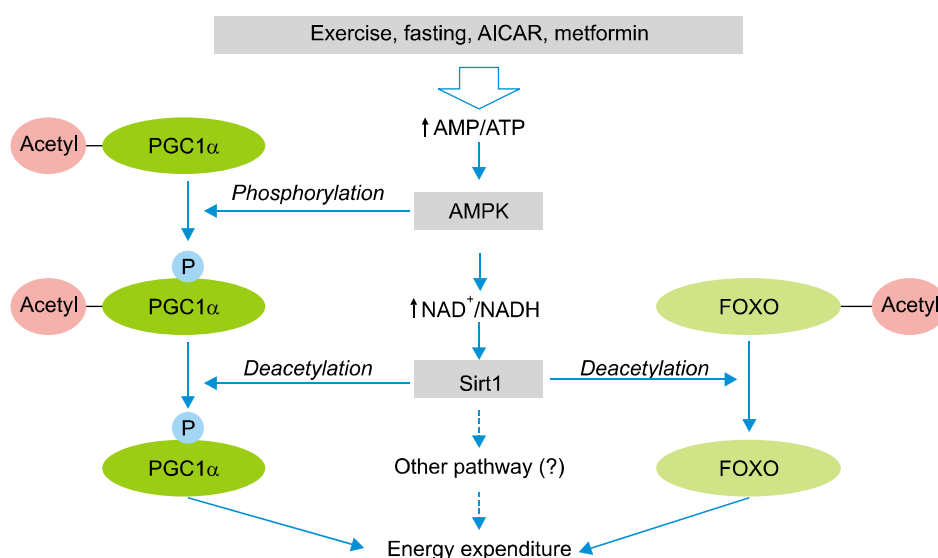 Exercise, fasting, AICAR, metformin
↑AMP/ATP
Acetyl PGC1α
Phosphorylation
AMPK
P
Acetyl PGC1α
↑NAD⁺/NADH
FOXO Acetyl
Deacetylation
Sirt1
Deacetylation
P
PGC1α
Other pathway (?)
FOXO
Energy expenditure